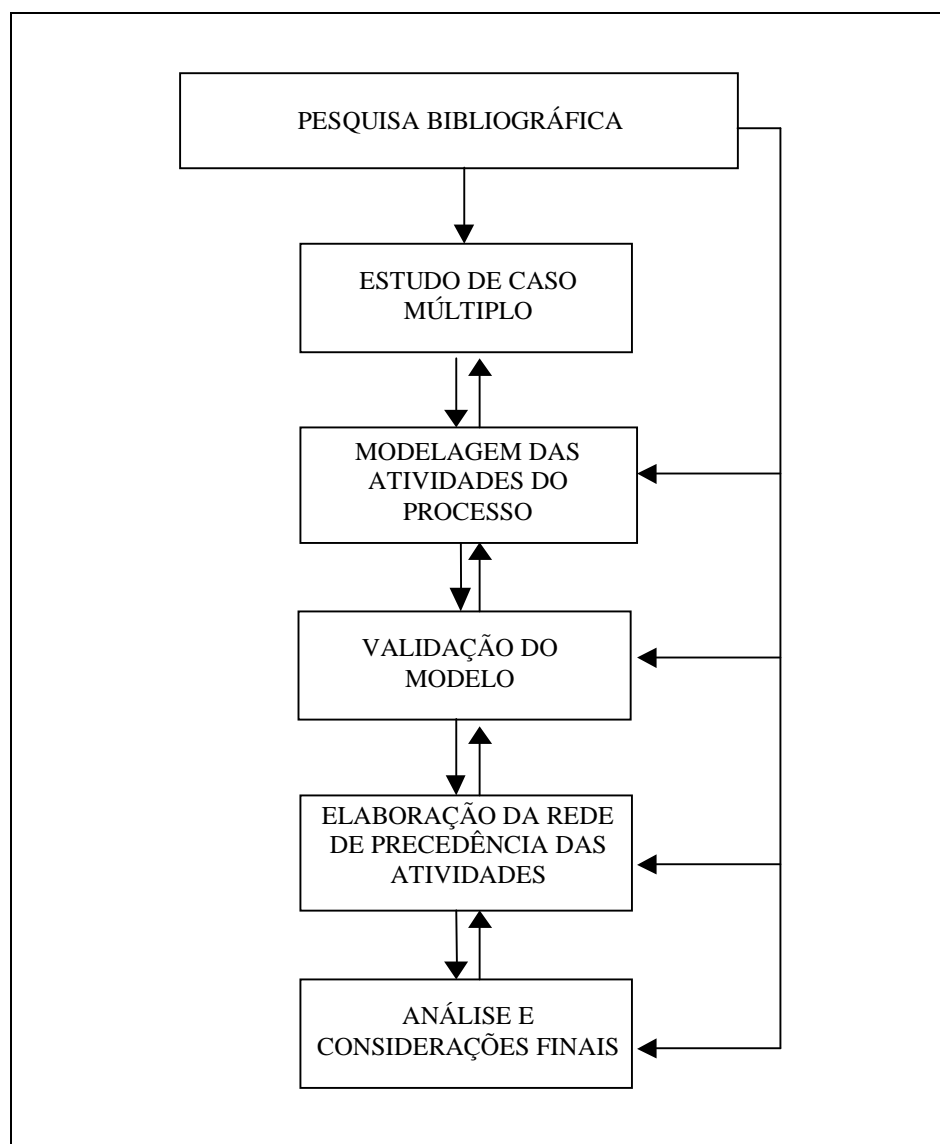 PESQUISA BIBLIOGRÁFICA
ESTUDO DE CASO
MÚLTIPLO
MODELAGEM DAS
ATIVIDADES DO
PROCESSO
VALIDAÇÃO DO
MODELO
ELABORAÇÃO DA REDE
DE PRECEDÊNCIA DAS
ATIVIDADES
ANÁLISE E
CONSIDERAÇÕES FINAIS